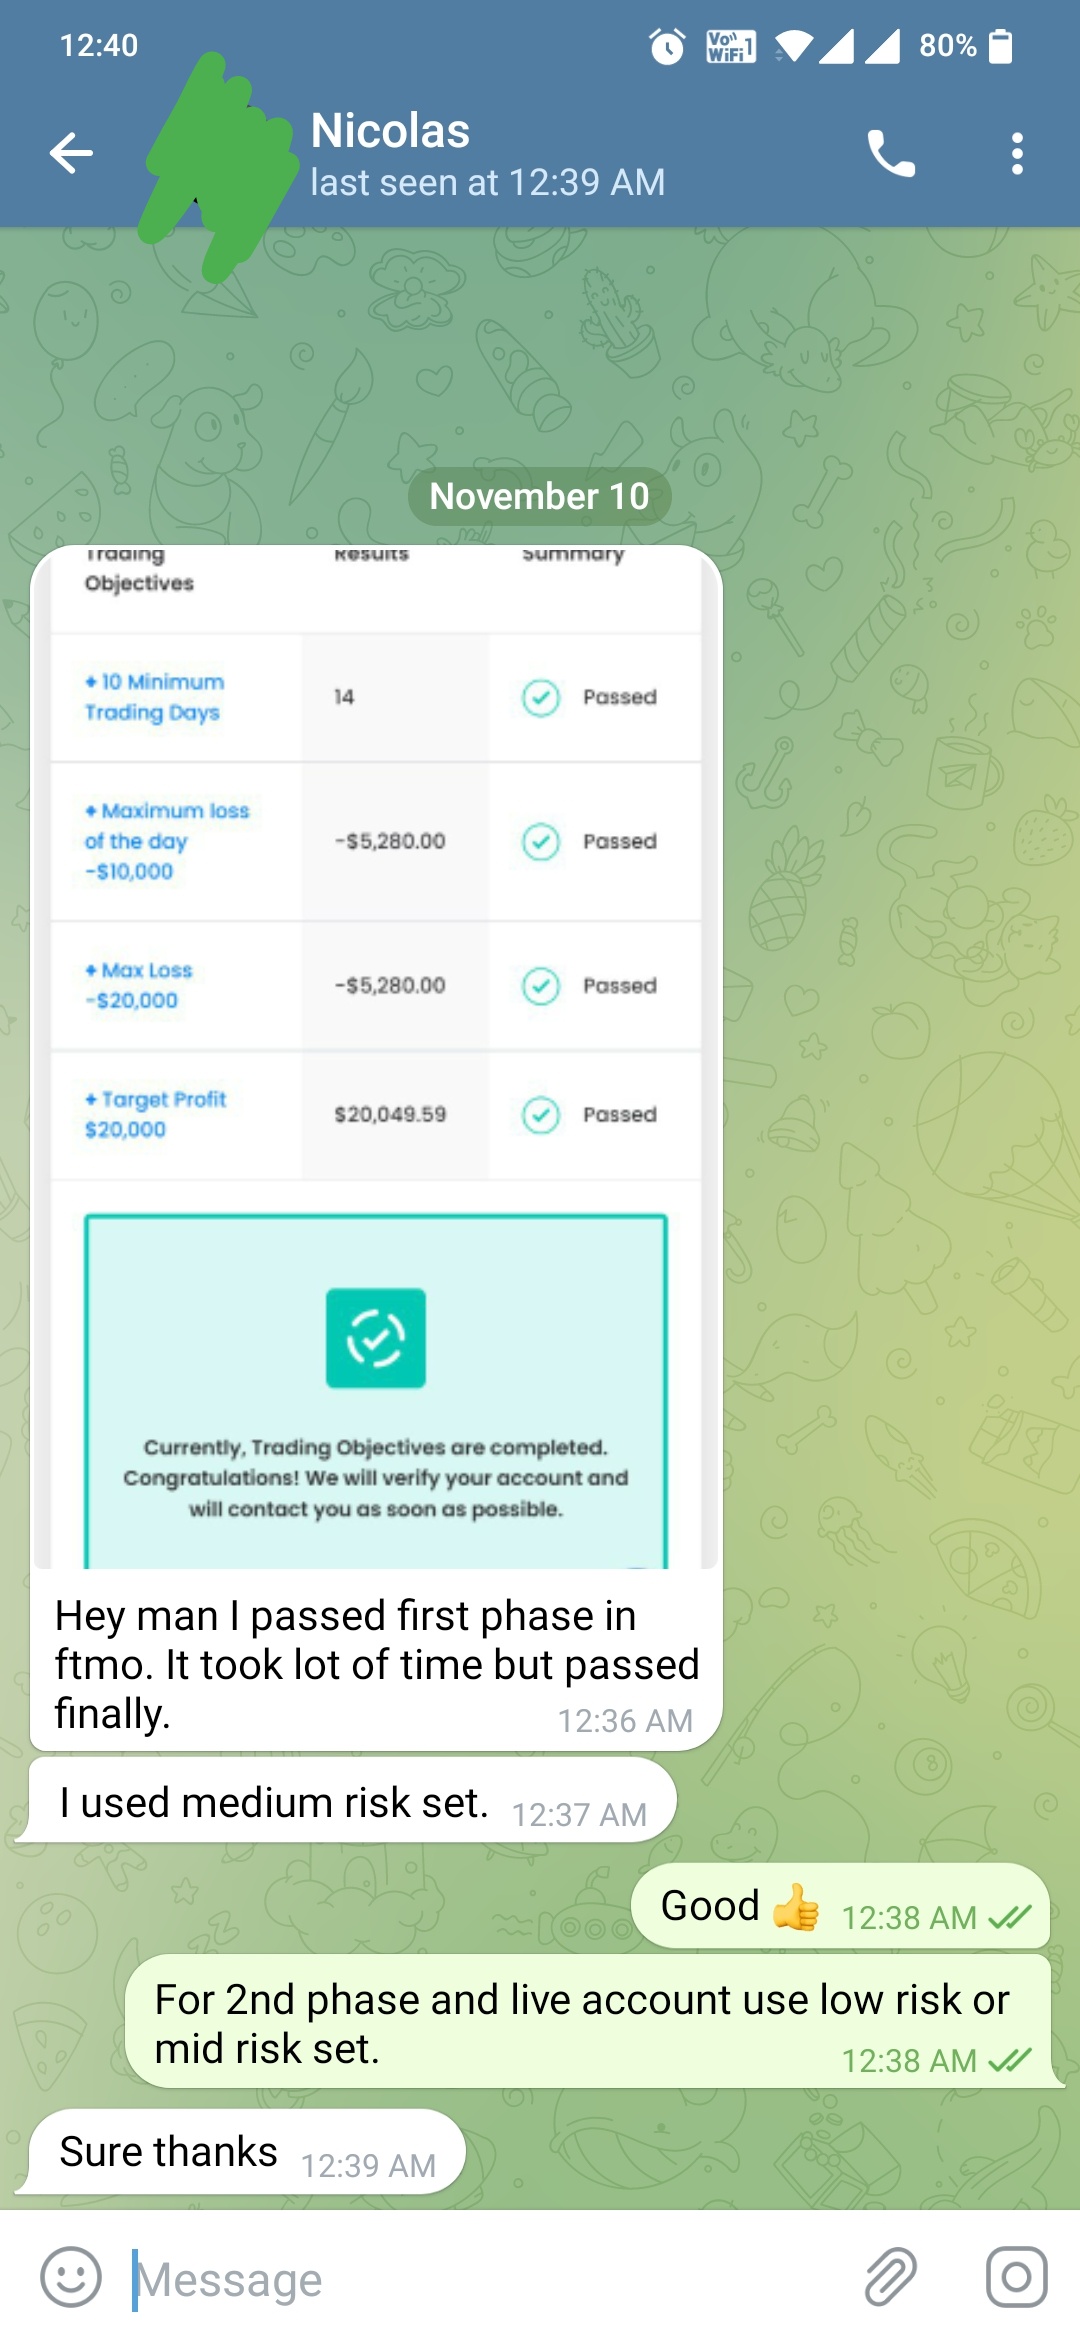 12:40
Vo))
WiFi 1
80%
Nicolas
last seen at 12:39 AM
November 10
Trading
Objectives
Results
Summary
+ 10 Minimum
Trading Days
14
Passed
+ Maximum loss
of the day
-$10,000
-$5,280.00
Passed
+ Max Loss
-$20,000
-$5,280.00
Passed
+ Target Profit
$20,000
$20,049.59
Passed
Currently, Trading Objectives are completed.
Congratulations! We will verify your account and
will contact you as soon as possible.
Hey man I passed first phase in
ftmo. It took lot of time but passed
finally.
12:36 AM
I used medium risk set. 12:37 AM
Good 👍 12:38 AM
For 2nd phase and live account use low risk or
mid risk set.
12:38 AM
Sure thanks 12:39 AM
Message